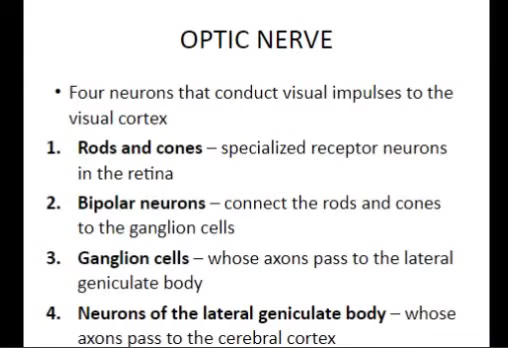 OPTIC NERVE
• Four neurons that conduct visual impulses to the
visual cortex
1. Rods and cones – specialized receptor neurons
in the retina
2. Bipolar neurons – connect the rods and cones
to the ganglion cells
3. Ganglion cells – whose axons pass to the lateral
geniculate body
4. Neurons of the lateral geniculate body – whose
axons pass to the cerebral cortex